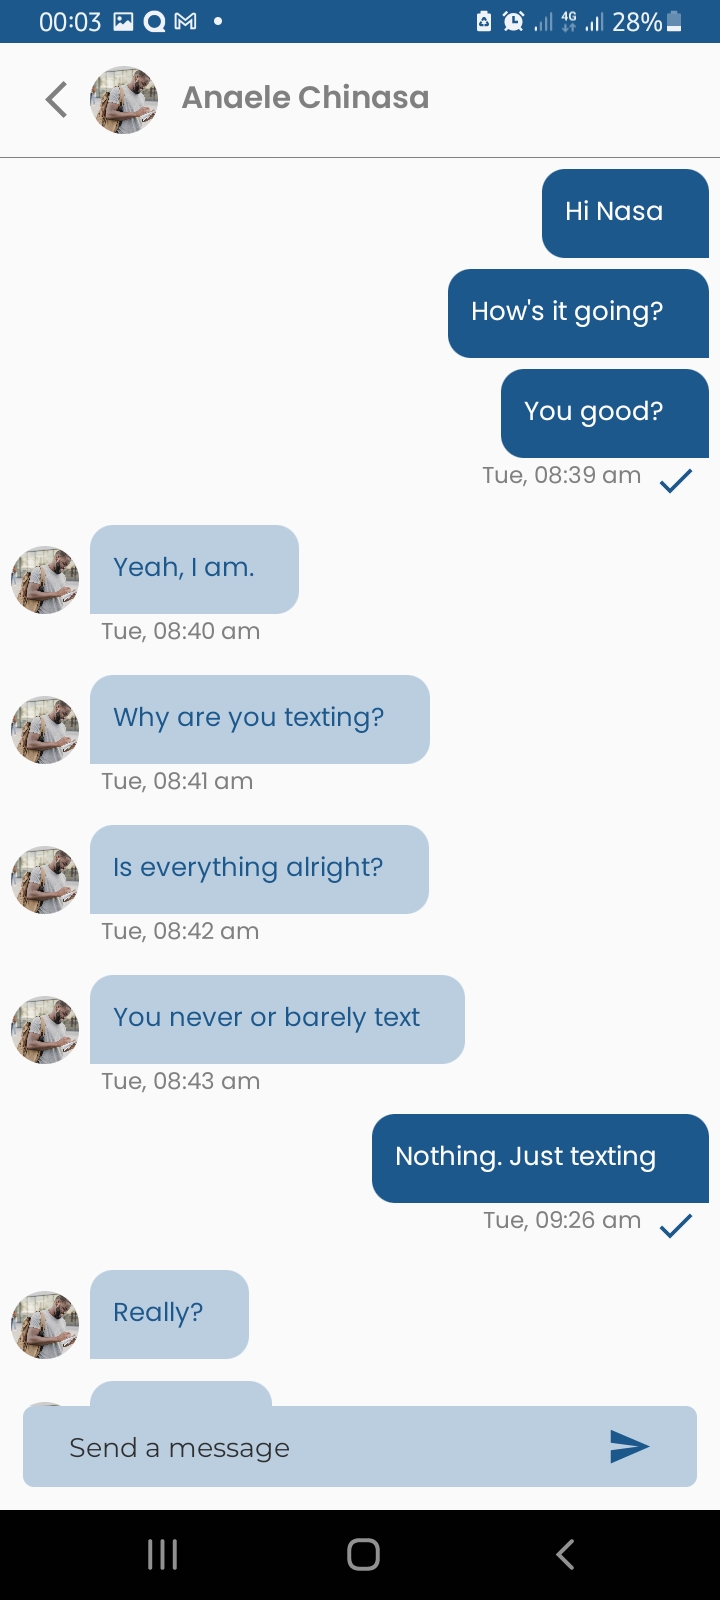 00:03
4G
28%
Anaele Chinasa
Hi Nasa
How's it going?
You good?
Tue, 08:39 am
Yeah, I am.
Tue, 08:40 am
Why are you texting?
Tue, 08:41 am
Is everything alright?
Tue, 08:42 am
You never or barely text
Tue, 08:43 am
Nothing. Just texting
Tue, 09:26 am
Really?
Send a message